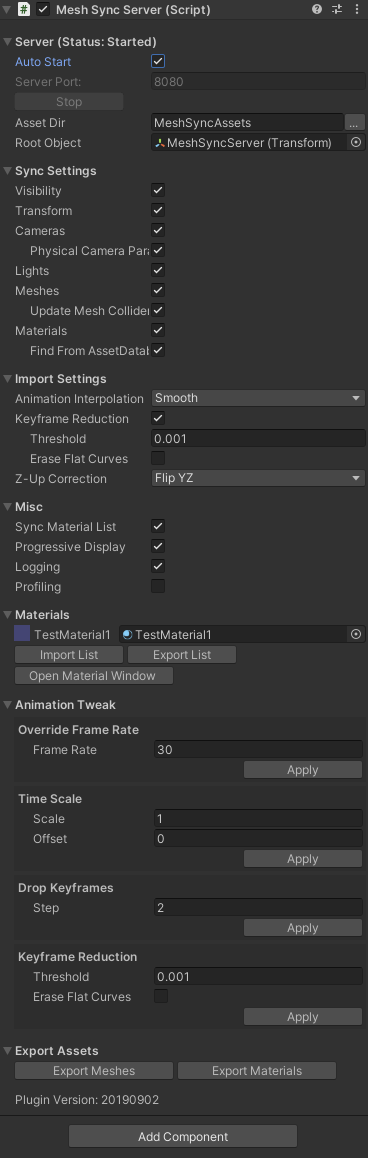 Mesh Sync Server (Script)
Server (Status: Started)
Auto Start
Server Port: 8080
Stop
Asset Dir MeshSyncAssets ...
Root Object MeshSyncServer (Transform)
Sync Settings
Visibility
Transform
Cameras
Physical Camera Para
Lights
Meshes
Update Mesh Collider
Materials
Find From AssetDatab
Import Settings
Animation Interpolation Smooth
Keyframe Reduction
Threshold 0.001
Erase Flat Curves
Z-Up Correction Flip YZ
Misc
Sync Material List
Progressive Display
Logging
Profiling
Materials
TestMaterial1 TestMaterial1
Import List Export List
Open Material Window
Animation Tweak
Override Frame Rate
Frame Rate 30
Apply
Time Scale
Scale 1
Offset 0
Apply
Drop Keyframes
Step 2
Apply
Keyframe Reduction
Threshold 0.001
Erase Flat Curves
Apply
Export Assets
Export Meshes Export Materials
Plugin Version: 20190902
Add Component